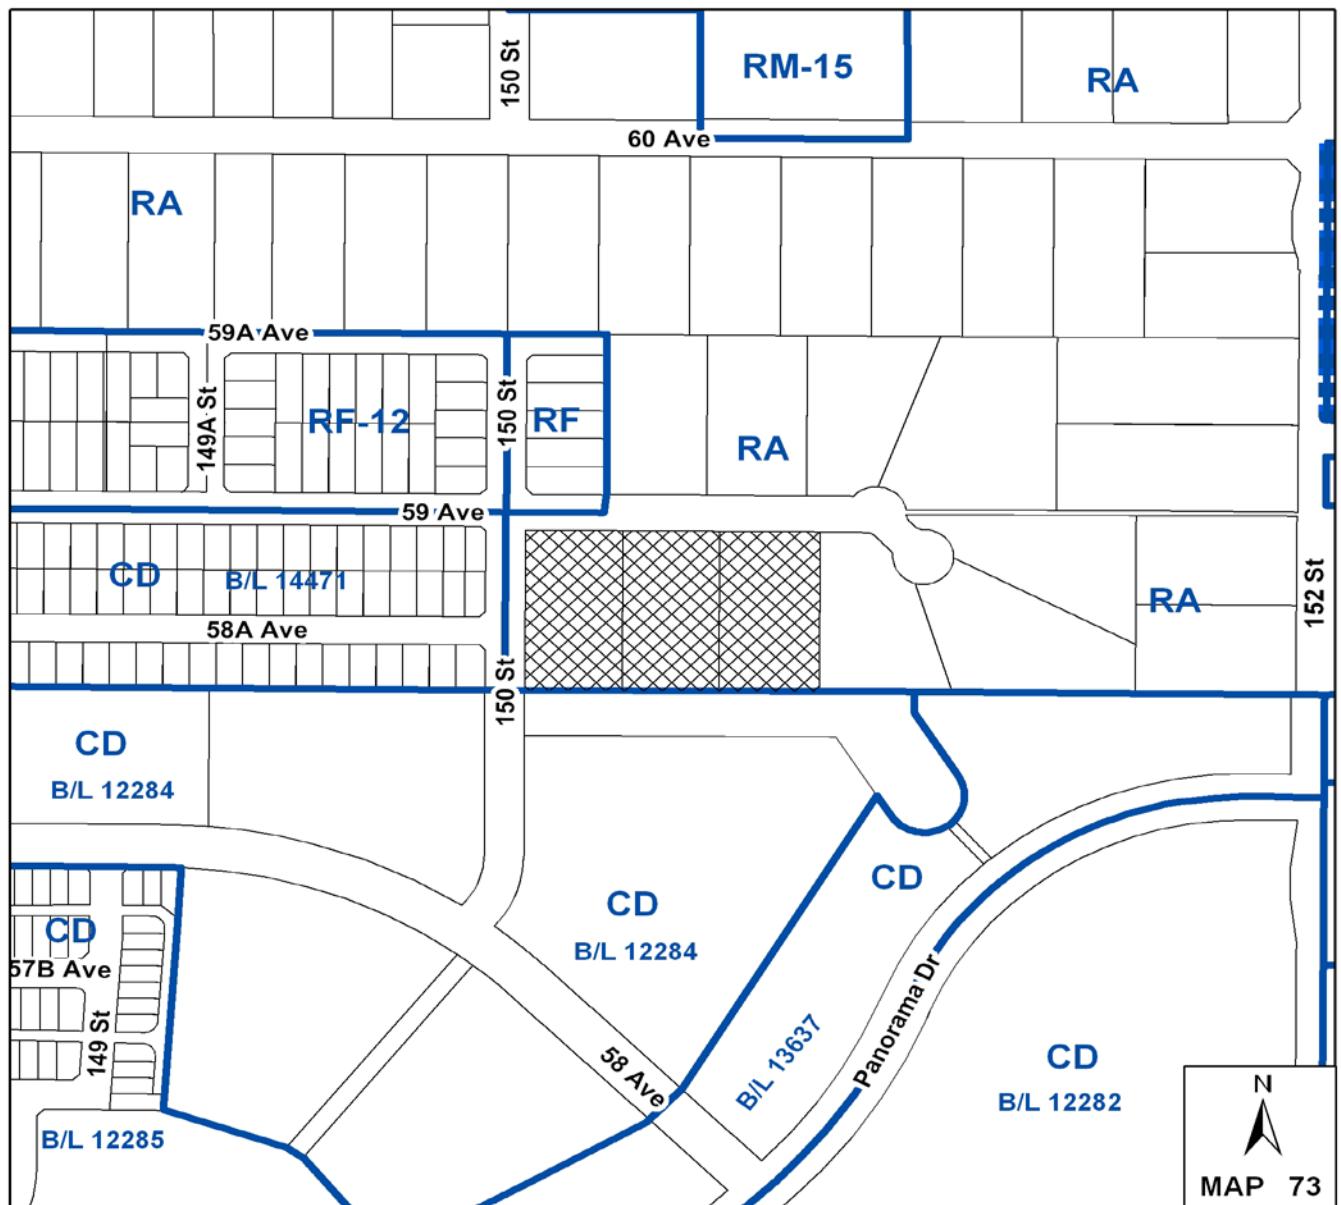 150 St
RM-15
RA
60 Ave
RA
59A Ave
149A St
RF-12
150 St
RF
RA
59 Ave
CD
B/L 14471
58A Ave
150 St
RA
152 St
CD
B/L 12284
CD
CD
B/L 12284
CD
57B Ave
149 St
Panorama Dr
58 Ave
B/L 13637
CD
B/L 12282
B/L 12285
N
MAP 73